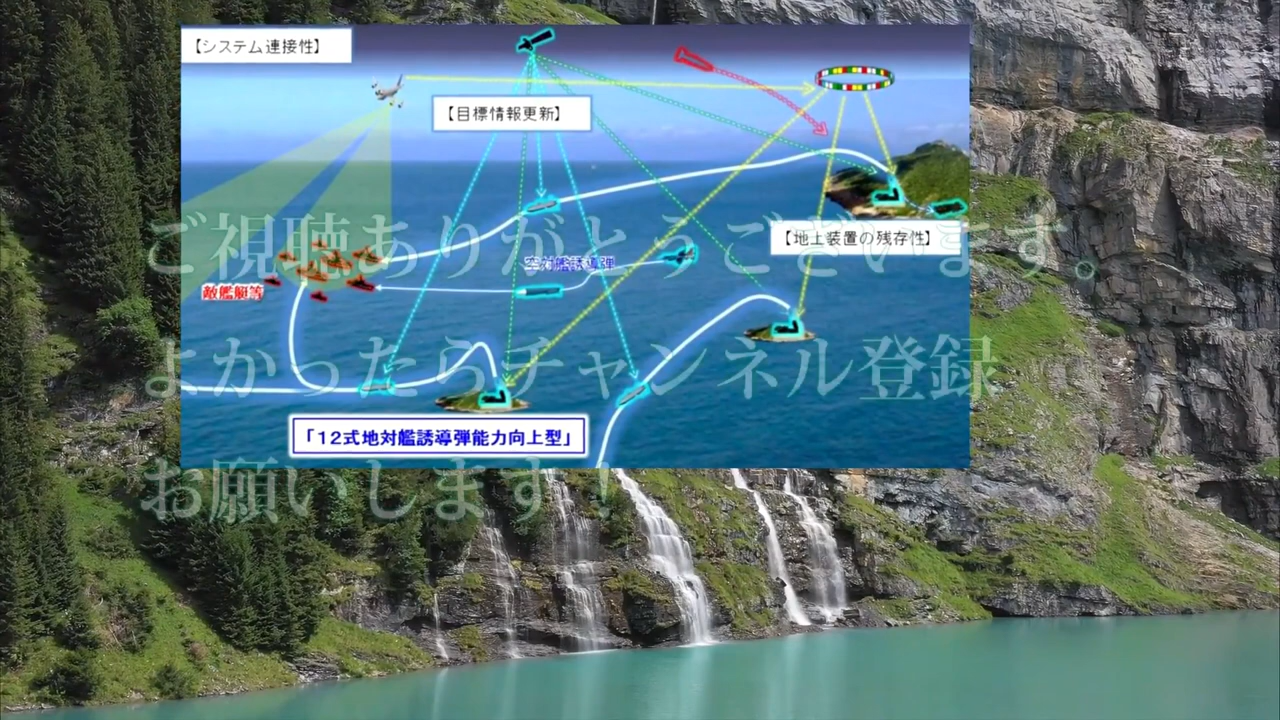 【システム連接性】
【目標情報更新】
ご視聴ありがとうございます。
【地上装置の残存性】
空対艦誘導弾
敵艦艇等
よかったらチャンネル登録
「12式地対艦誘導弾能力向上型」
お願いします!